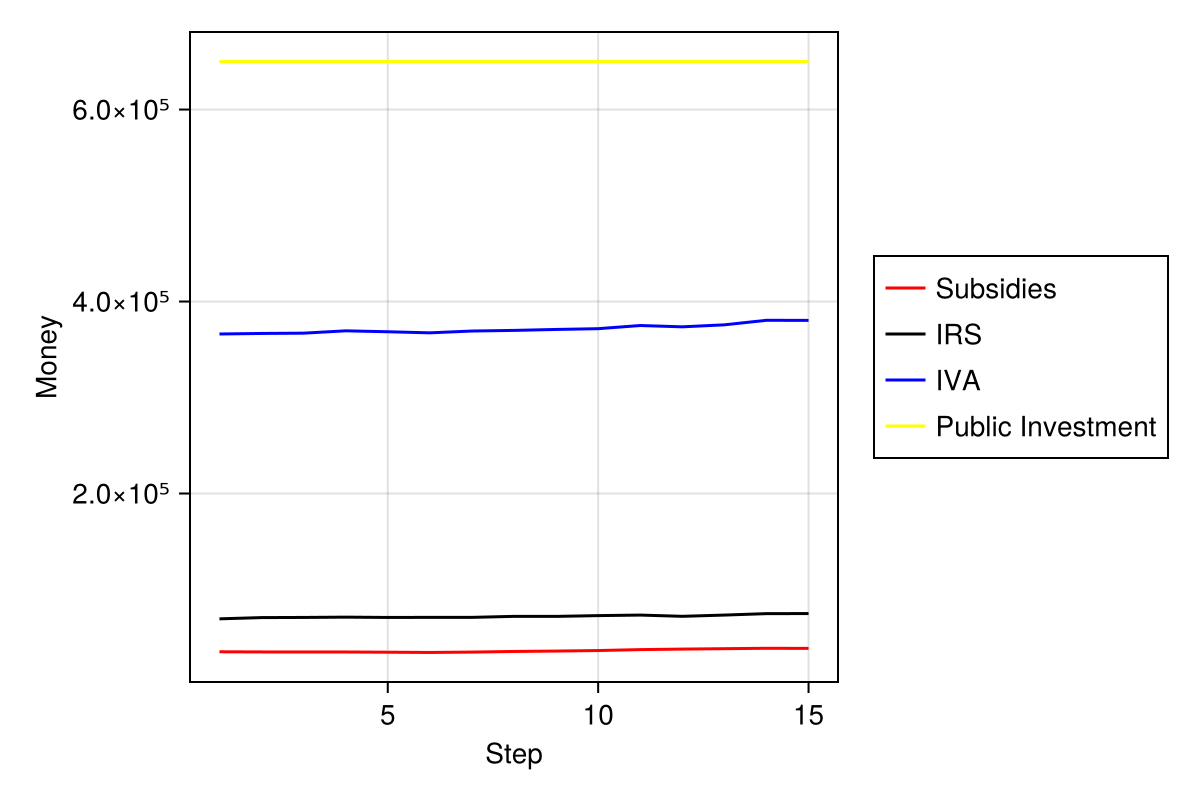 6.0×10⁵
4.0×10⁵
2.0×10⁵
Money
5 10 15
Step
Subsidies
IRS
IVA
Public Investment